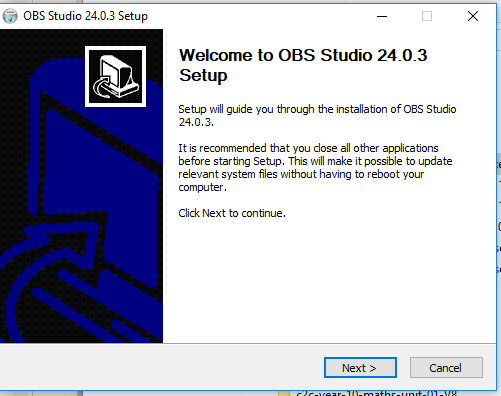 OBS Studio 24.0.3 Setup
Welcome to OBS Studio 24.0.3
Setup
Setup will guide you through the installation of OBS Studio
24.0.3.
It is recommended that you close all other applications
before starting Setup. This will make it possible to update
relevant system files without having to reboot your
computer.
Click Next to continue.
Next >
Cancel
c2c-year-10-maths-unit-01-V8